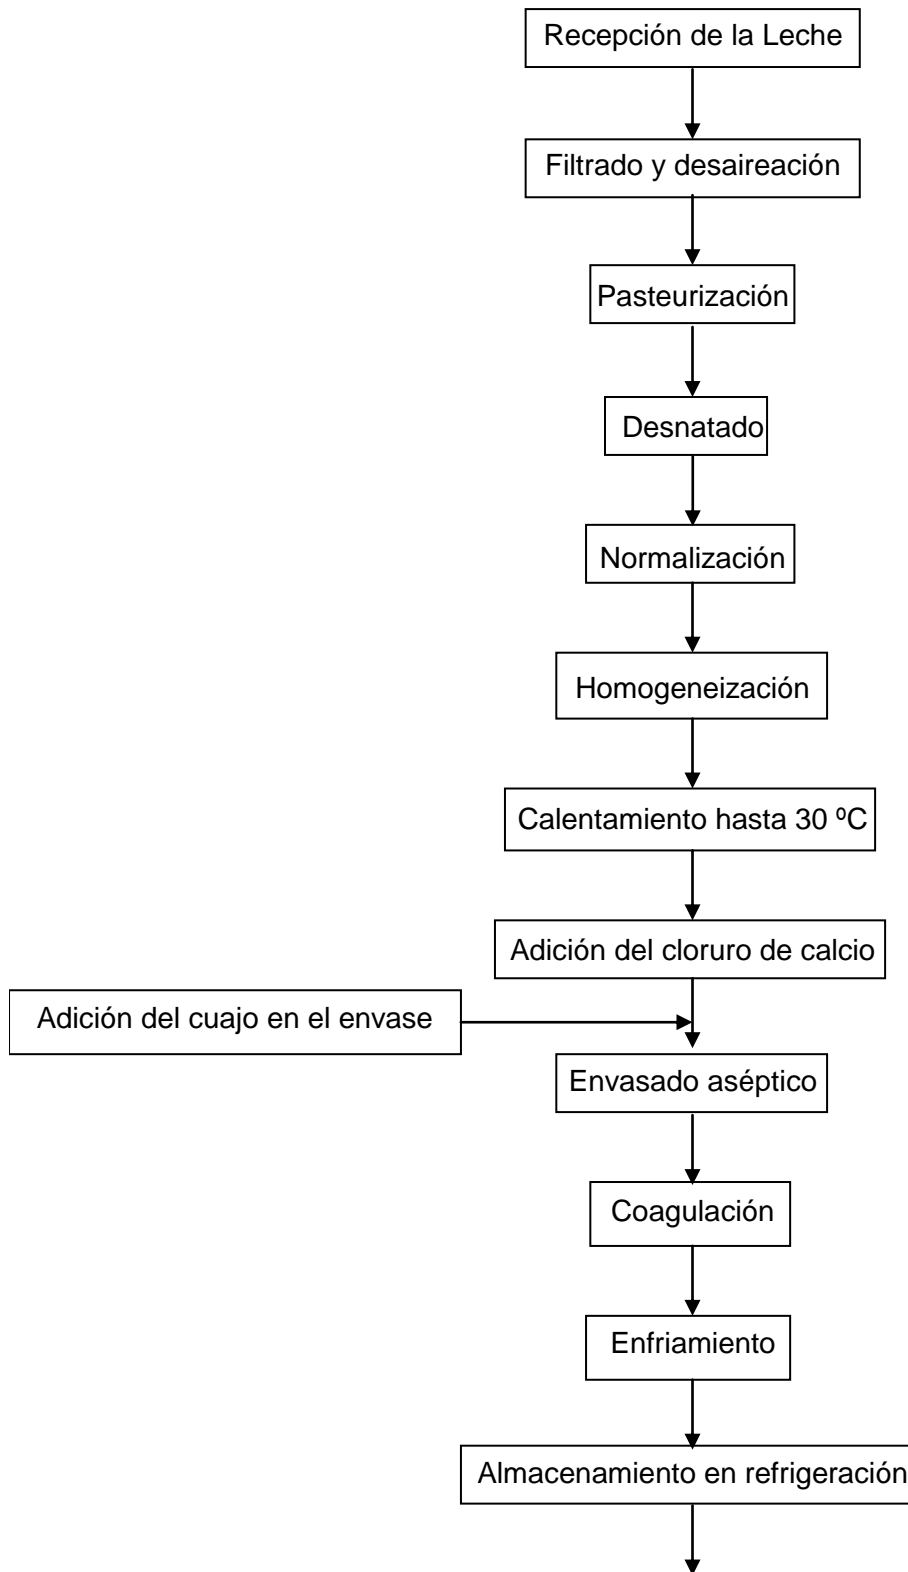 Recepción de la Leche
Filtrado y desaireación
Pasteurización
Desnatado
Normalización
Homogeneización
Calentamiento hasta 30 ºC
Adición del cloruro de calcio
Adición del cuajo en el envase
Envasado aséptico
Coagulación
Enfriamiento
Almacenamiento en refrigeración